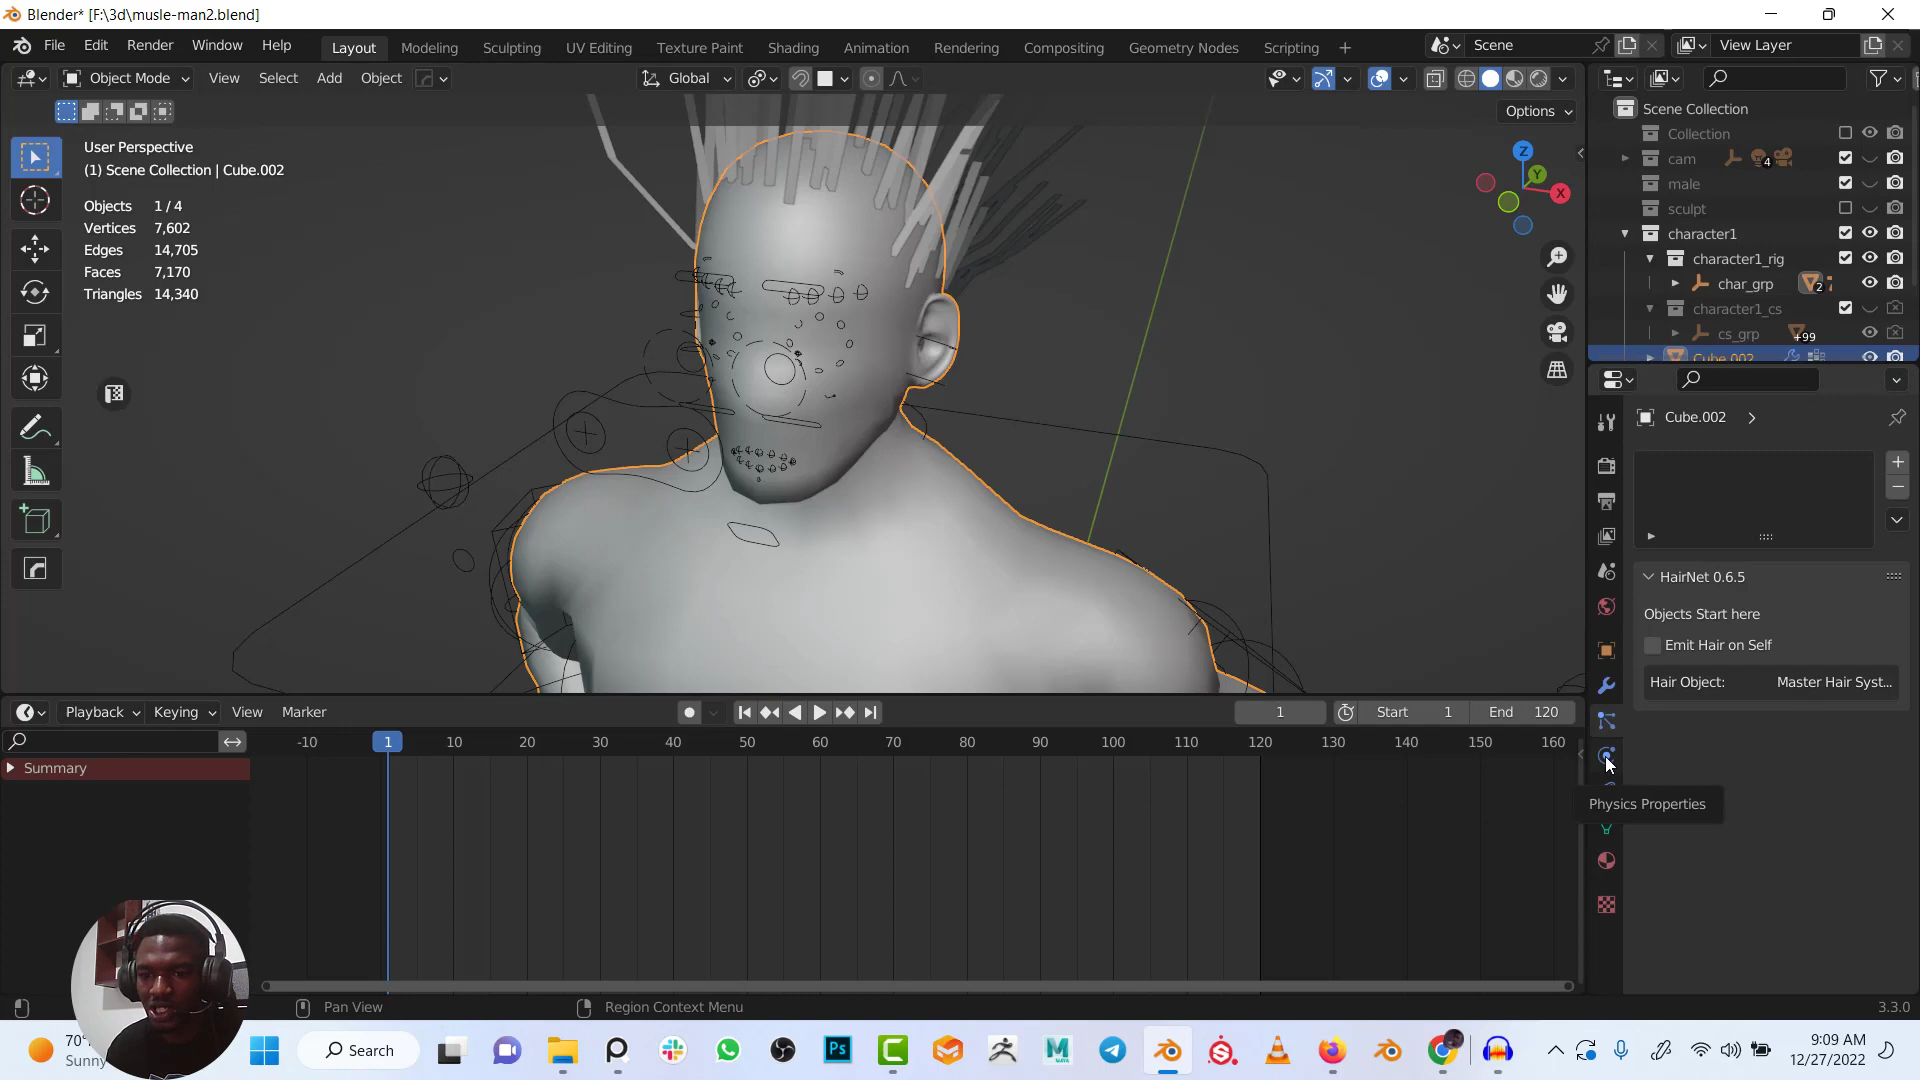 Blender* [F:\3d\musle-man2.blend]
File Edit Render Window Help Layout Modeling Sculpting UV Editing Texture Paint Shading Animation Rendering Compositing Geometry Nodes Scripting Scene View Layer
Object Mode View Select Add Object Global
Options
User Perspective
(1) Scene Collection | Cube.002
Objects 1 / 4
Vertices 7,602
Edges 14,705
Faces 7,170
Triangles 14,340
Z
Y
X
Scene Collection
Collection
cam 4
male
sculpt
character1
character1_rig
char_grp 2
character1_cs
cs_grp +99
Cube.002
Cube.002
HairNet 0.6.5
Objects Start here
Emit Hair on Self
Hair Object: Master Hair Syst...
Physics Properties
Playback Keying View Marker 1 Start 1 End 120
-10 1 10 20 30 40 50 60 70 80 90 100 110 120 130 140 150 160
Summary
Pan View Region Context Menu 3.3.0
Sunny
Search
Ps
9:09 AM
12/27/2022